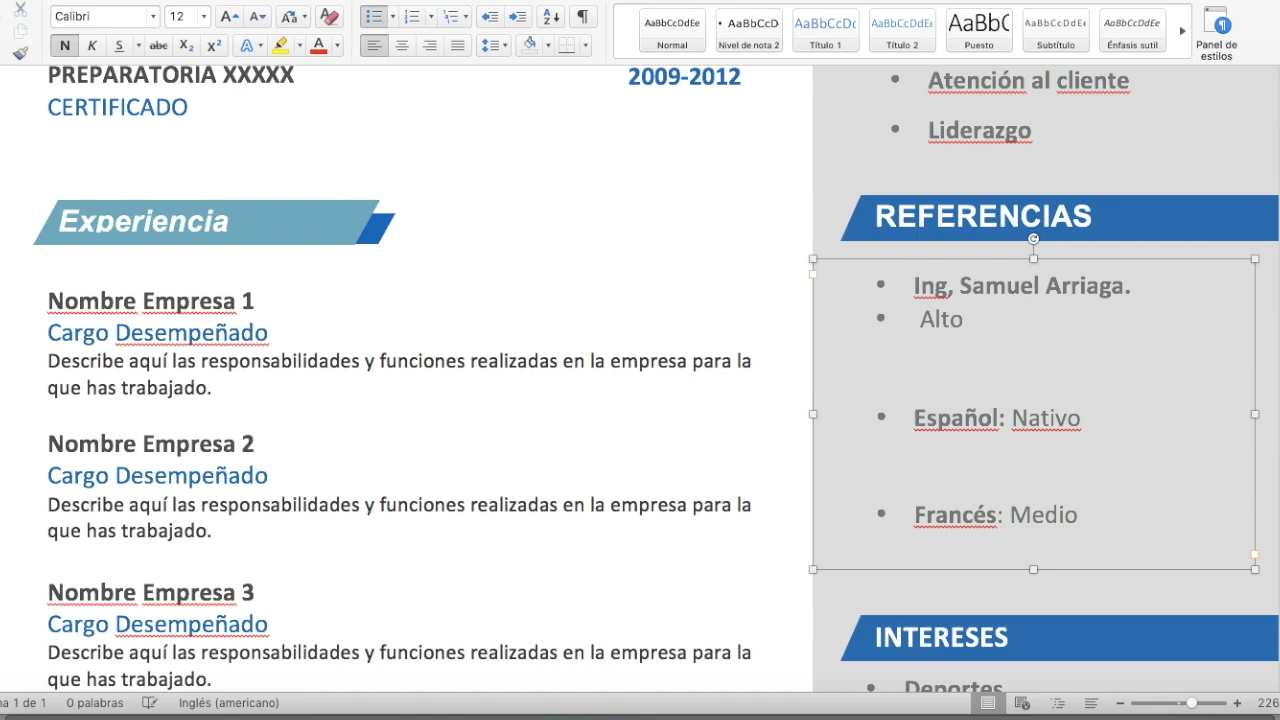 Calibri 12
N K S abc X2 X2 A A
AaBbCcDdEe AaBbCcD AaBbCcDc AaBbCcDdEe AaBbC AaBbCcDdEe AaBbCcDdEe
Normal Nivel de nota 2 Título 1 Título 2 Puesto Subtítulo Énfasis sutil
Panel de
estilos
PREPARATORIA XXXXX 2009-2012
CERTIFICADO
Experiencia
Nombre Empresa 1
Cargo Desempeñado
Describe aquí las responsabilidades y funciones realizadas en la empresa para la
que has trabajado.
Nombre Empresa 2
Cargo Desempeñado
Describe aquí las responsabilidades y funciones realizadas en la empresa para la
que has trabajado.
Nombre Empresa 3
Cargo Desempeñado
Describe aquí las responsabilidades y funciones realizadas en la empresa para la
que has trabajado.
• Atención al cliente
• Liderazgo
REFERENCIAS
• Ing, Samuel Arriaga.
• Alto
• Español: Nativo
• Francés: Medio
INTERESES
• Deportes
na 1 de 1 0 palabras Inglés (americano) 226